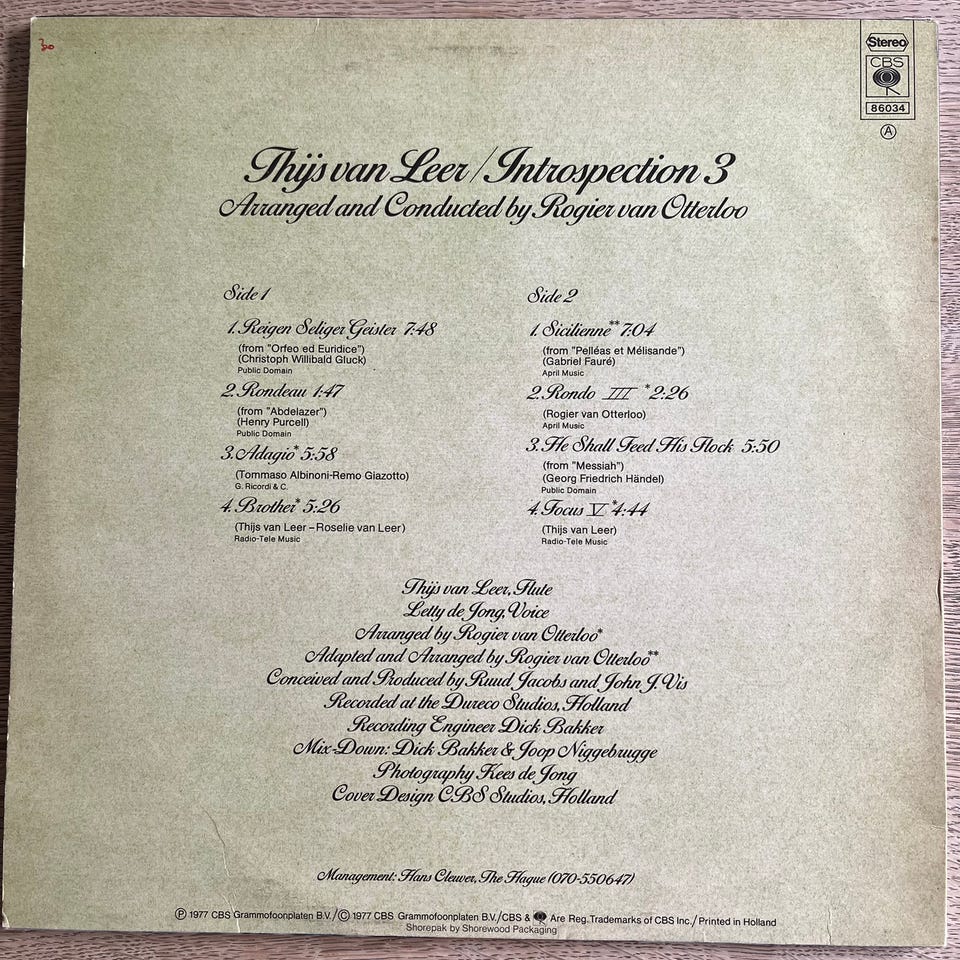 30
Stereo
CBS
86034
A
Thijs van Leer/Introspection 3
Arranged and Conducted by Rogier van Otterloo
Side 1
1. Reigen Seliger Geister 7:48
(from "Orfeo ed Euridice")
(Christoph Willibald Gluck)
Public Domain
2. Rondeau 1:47
(from "Abdelazer")
(Henry Purcell)
Public Domain
3. Adagio* 5:58
(Tommaso Albinoni-Remo Giazotto)
G. Ricordi & C.
4. Brother* 5:26
(Thijs van Leer – Roselie van Leer)
Radio-Tele Music
Side 2
1. Sicilienne** 7:04
(from "Pelléas et Mélisande")
(Gabriel Fauré)
April Music
2. Rondo III *2:26
(Rogier van Otterloo)
April Music
3. He Shall Feed His Flock 5:50
(from "Messiah")
(Georg Friedrich Händel)
Public Domain
4. Focus V *4:44
(Thijs van Leer)
Radio-Tele Music
Thijs van Leer, Flute
Letty de Jong, Voice
Arranged by Rogier van Otterloo*
Adapted and Arranged by Rogier van Otterloo**
Conceived and Produced by Ruud Jacobs and John J. Vis
Recorded at the Dureco Studios, Holland
Recording Engineer Dick Bakker
Mix-Down: Dick Bakker & Joop Niggebrugge
Photography Kees de Jong
Cover Design CBS Studios, Holland
Management: Hans Cleuver, The Hague (070-550647)
Ⓟ 1977 CBS Grammofoonplaten B.V./Ⓒ 1977 CBS Grammofoonplaten B.V./CBS & Are Reg. Trademarks of CBS Inc./Printed in Holland
Shorepak by Shorewood Packaging